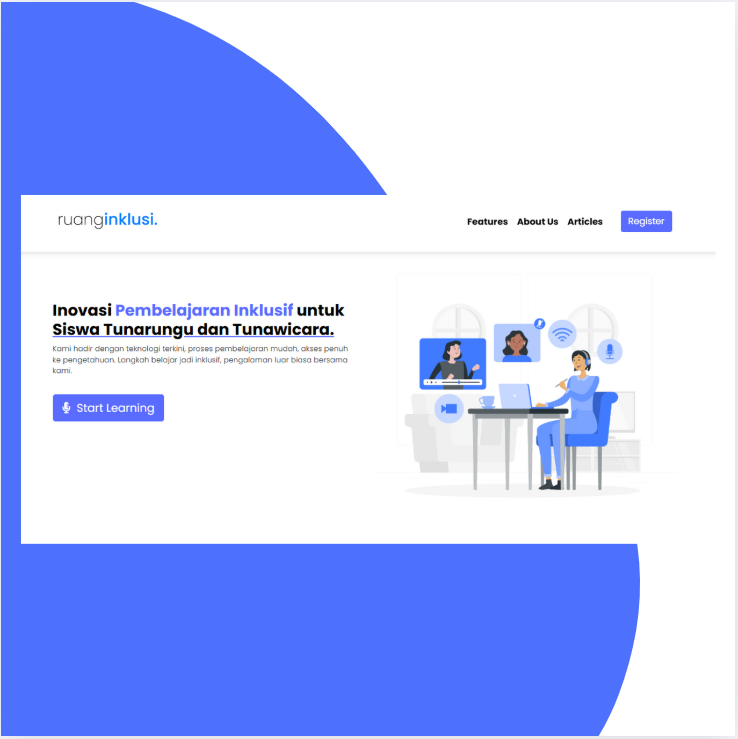 ruanginklusi.
Features About Us Articles Register
Inovasi Pembelajaran Inklusif untuk
Siswa Tunarungu dan Tunawicara.
Kami hadir dengan teknologi terkini, proses pembelajaran mudah, akses penuh
ke pengetahuan. Langkah belajar jadi inklusif, pengalaman luar biasa bersama
kami.
Start Learning